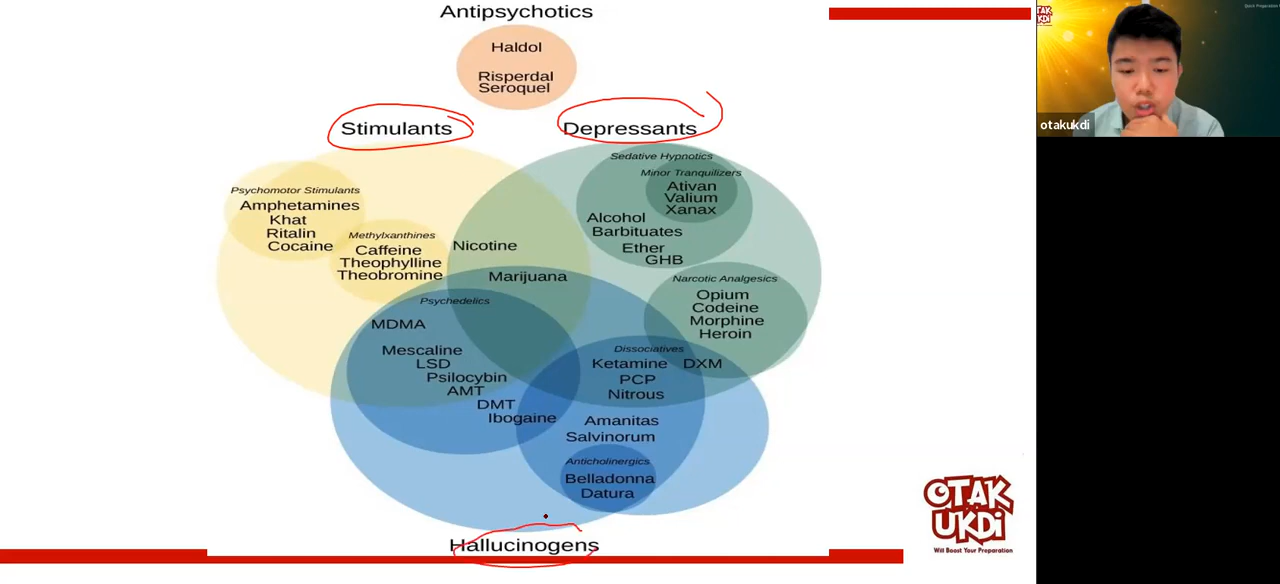 Antipsychotics
Haldol
Risperdal
Seroquel
Stimulants
Depressants
Psychomotor Stimulants
Amphetamines
Khat
Ritalin
Cocaine
Methylxanthines
Caffeine
Theophylline
Theobromine
Nicotine
Marijuana
Sedative Hypnotics
Minor Tranquilizers
Ativan
Valium
Xanax
Alcohol
Barbituates
Ether
GHB
Narcotic Analgesics
Opium
Codeine
Morphine
Heroin
Psychedelics
MDMA
Mescaline
LSD
Psilocybin
AMT
DMT
Ibogaine
Dissociatives
Ketamine
DXM
PCP
Nitrous
Amanitas
Salvinorum
Anticholinergics
Belladonna
Datura
Hallucinogens
OTAK
UKDi
Will Boost Your Preparation
OTAK
UKDI
otakukdi